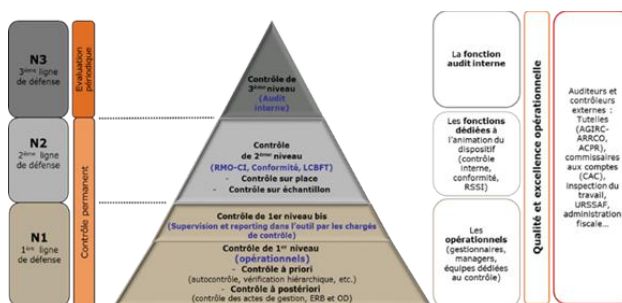 N3
3ème ligne
de défense
Evaluation
périodique
N2
2ème ligne
de défense
N1
1ère ligne
de défense
Contrôle permanent
Contrôle de
3ème niveau
(Audit
interne)
Contrôle
de 2ème niveau
(RMO-CI, Conformité, LCBFT)
- Contrôle sur place
- Contrôle sur échantillon
Contrôle de 1er niveau bis
(Supervision et reporting dans l'outil par les chargés
de contrôle)
Contrôle de 1er niveau
(opérationnels)
- Contrôle à priori
(autocontrôle, vérification hiérarchique, etc.)
- Contrôle à postériori
(contrôle des actes de gestion, ERB et OD)
La fonction
audit interne
Les fonctions
dédiées à
l'animation du
dispositif
(contrôle
interne,
conformité,
RSSI)
Les
opérationnels
(gestionnaires,
managers,
équipes dédiées
au contrôle)
Qualité et excellence opérationnelle
Auditeurs et
contrôleurs
externes :
Tutelles
(AGIRC-
ARRCO,
ACPR),
commissaires
aux comptes
(CAC),
inspection du
travail,
URSSAF,
administration
fiscale…